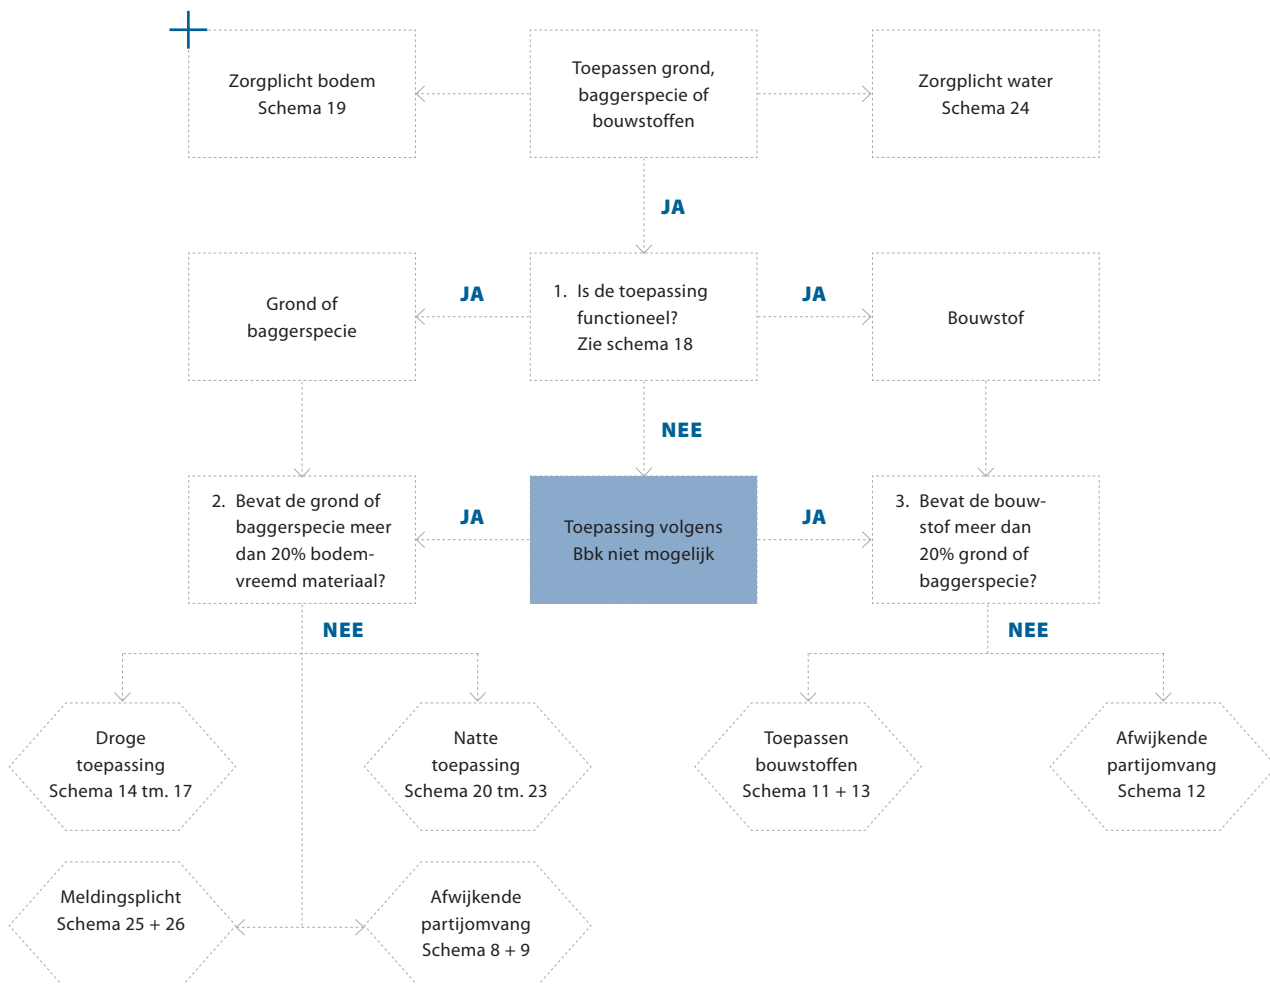 Zorgplicht bodem
Schema 19
Toepassen grond,
baggerspecie of
bouwstoffen
Zorgplicht water
Schema 24
JA
Grond of
baggerspecie
JA
1. Is de toepassing
functioneel?
Zie schema 18
JA
Bouwstof
NEE
2. Bevat de grond of
baggerspecie meer
dan 20% bodem-
vreemd materiaal?
JA
Toepassing volgens
Bbk niet mogelijk
JA
3. Bevat de bouw-
stof meer dan
20% grond of
baggerspecie?
NEE
NEE
Droge
toepassing
Schema 14 tm. 17
Natte
toepassing
Schema 20 tm. 23
Toepassen
bouwstoffen
Schema 11 + 13
Afwijkende
partijomvang
Schema 12
Meldingsplicht
Schema 25 + 26
Afwijkende
partijomvang
Schema 8 + 9